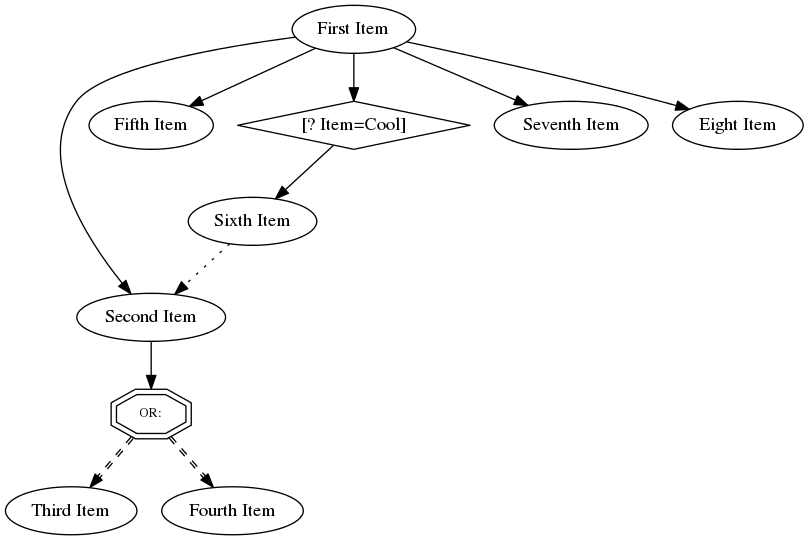 First Item
Fifth Item
[? Item=Cool]
Seventh Item
Eight Item
Sixth Item
Second Item
OR:
Third Item
Fourth Item